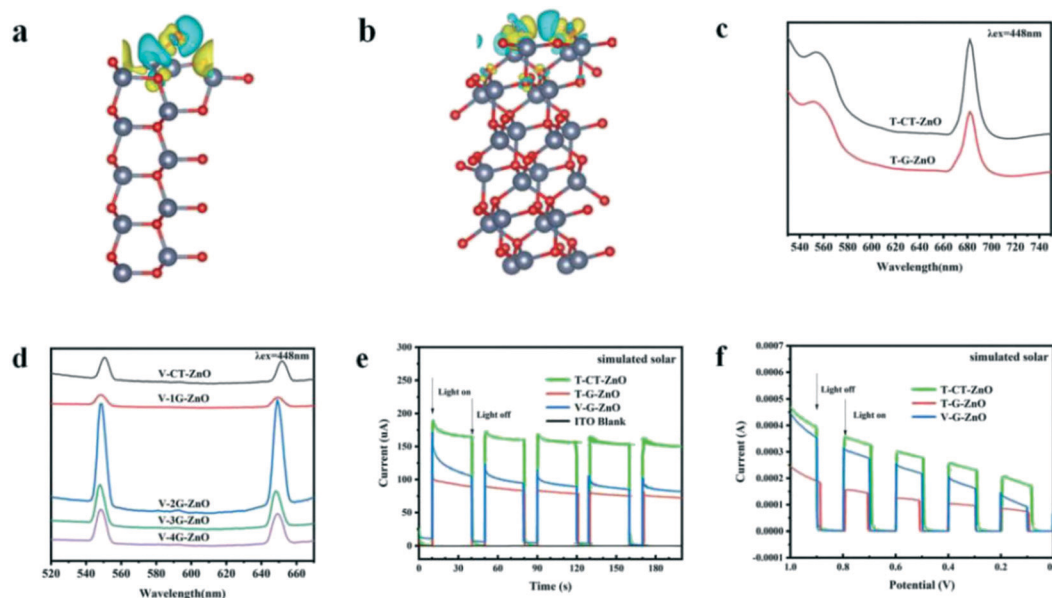 a
b
c
λex=448nm
T-CT-ZnO
T-G-ZnO
540 560 580 600 620 640 660 680 700 720 740
Wavelength(nm)
d
λex=448nm
V-CT-ZnO
V-1G-ZnO
V-2G-ZnO
V-3G-ZnO
V-4G-ZnO
520 540 560 580 600 620 640 660
Wavelength(nm)
e
simulated solar
300
250
200
150
100
50
0
Current (uA)
Light on
Light off
T-CT-ZnO
T-G-ZnO
V-G-ZnO
ITO Blank
0 30 60 90 120 150 180
Time (s)
f
simulated solar
0.0007
0.0006
0.0005
0.0004
0.0003
0.0002
0.0001
0.0000
-0.0001
Current (A)
Light off
Light on
T-CT-ZnO
T-G-ZnO
V-G-ZnO
1.0 0.8 0.6 0.4 0.2 0.0
Potential (V)